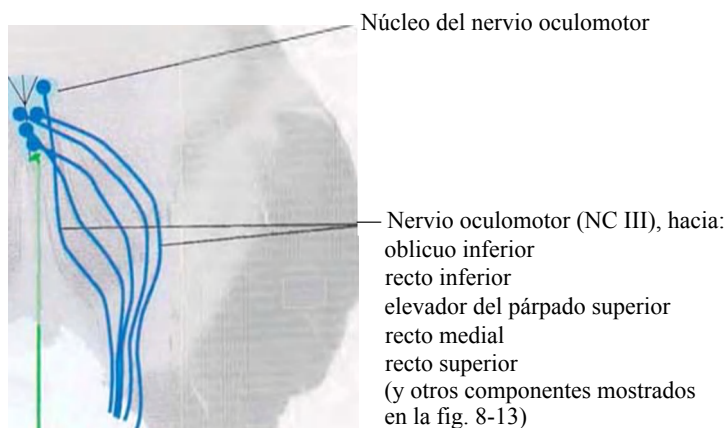 Núcleo del nervio oculomotor
Nervio oculomotor (NC III), hacia:
oblicuo inferior
recto inferior
elevador del párpado superior
recto medial
recto superior
(y otros componentes mostrados
en la fig. 8-13)